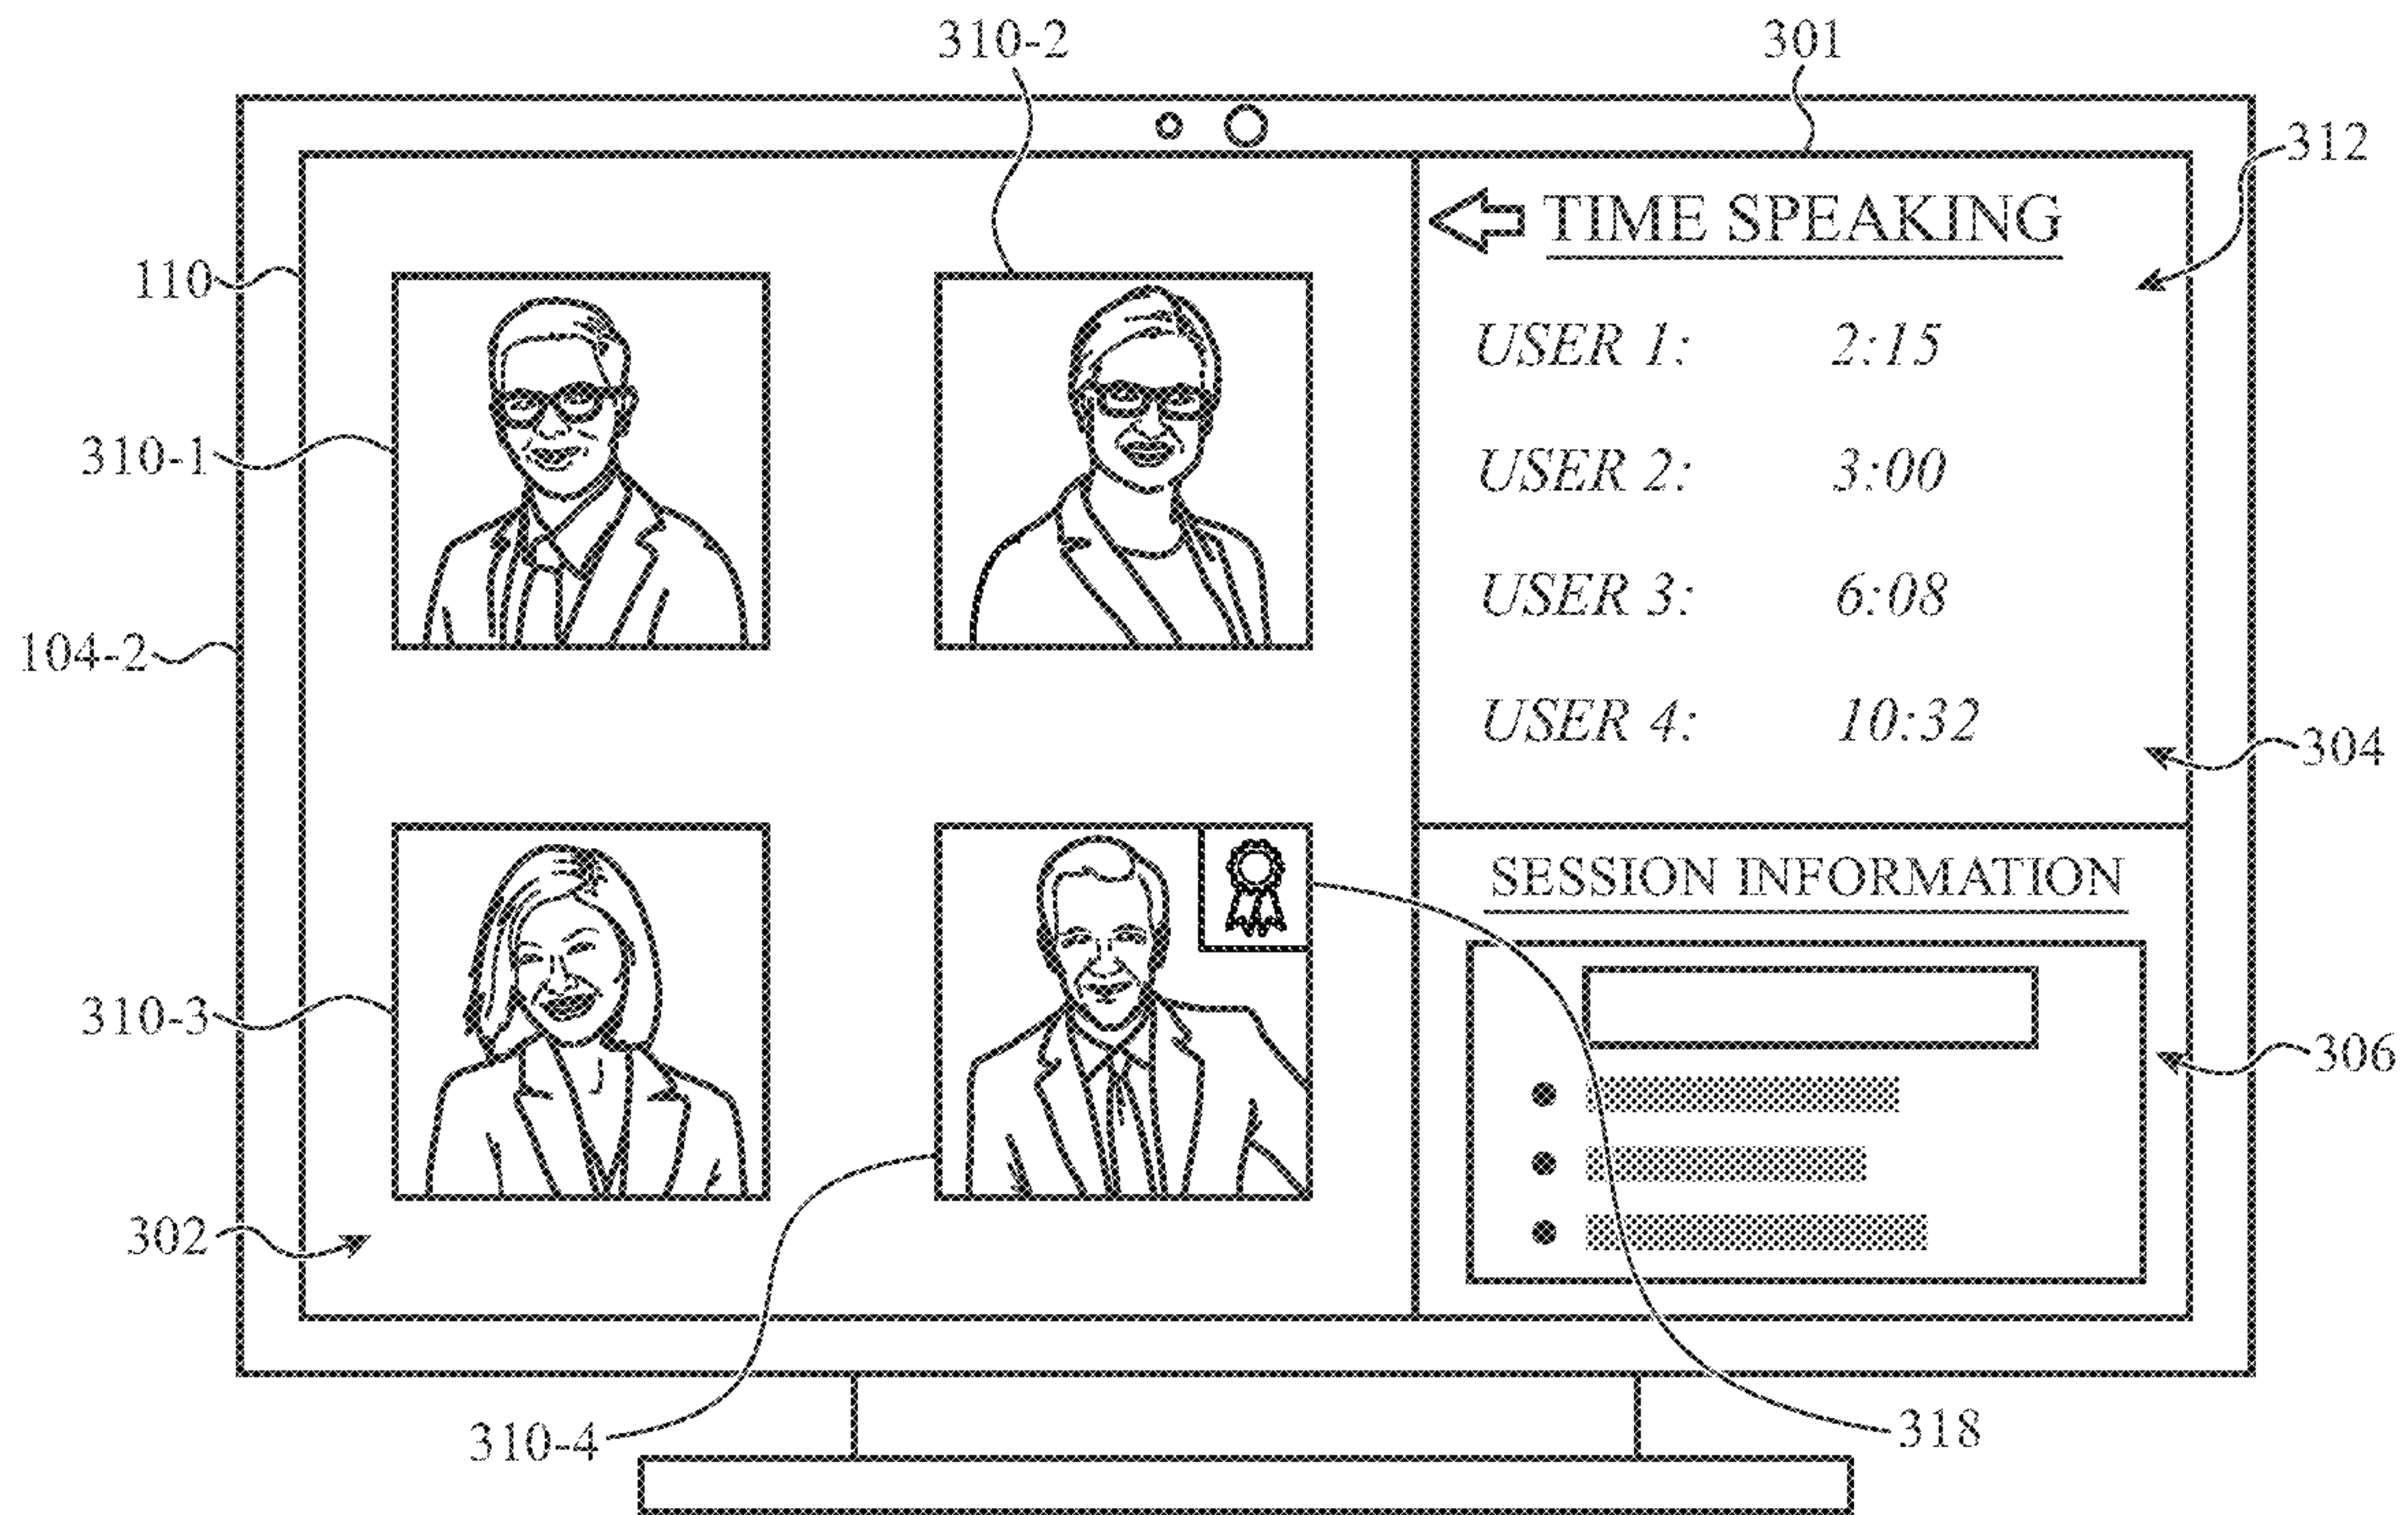 310-2
301
312
TIME SPEAKING
110
USER 1: 2:15
310-1
USER 2: 3:00
USER 3: 6:08
104-2
USER 4: 10:32
304
SESSION INFORMATION
310-3
306
302
310-4
318